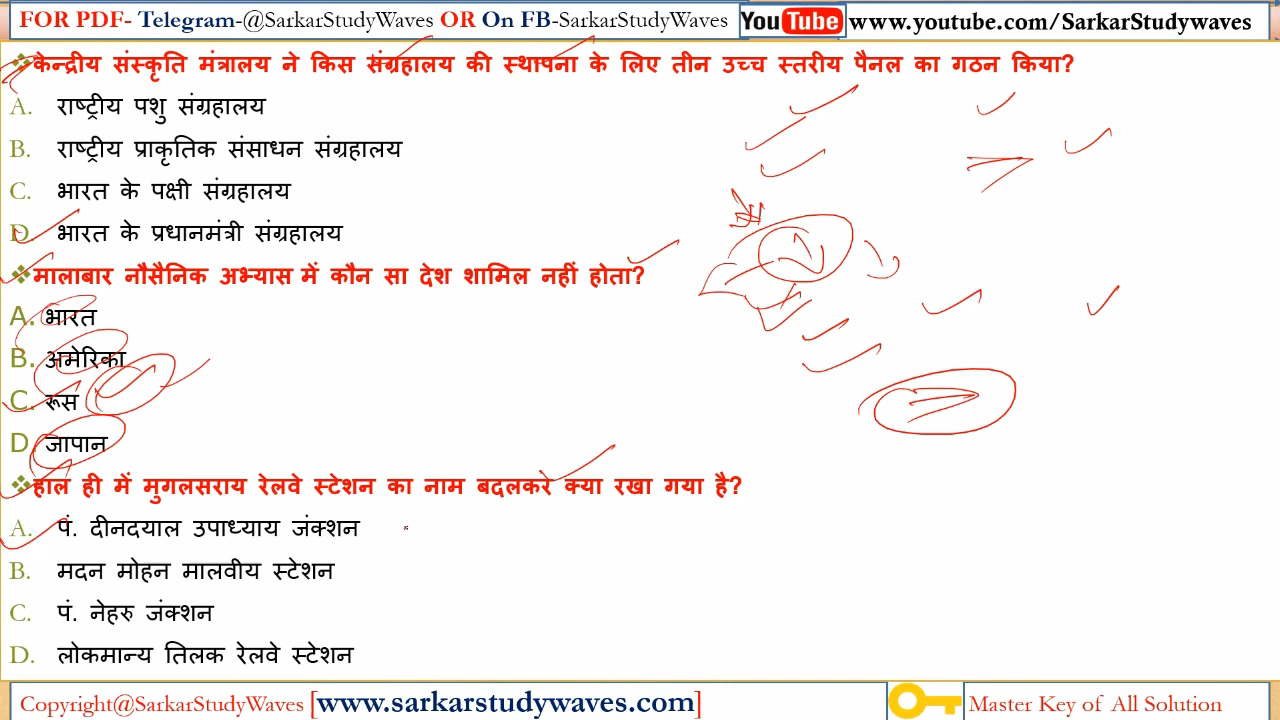 FOR PDF- Telegram-@SarkarStudyWaves OR On FB-SarkarStudyWaves
You Tube
www.youtube.com/SarkarStudywaves
❖केन्द्रीय संस्कृति मंत्रालय ने किस संग्रहालय की स्थापना के लिए तीन उच्च स्तरीय पैनल का गठन किया?
A. राष्ट्रीय पशु संग्रहालय
B. राष्ट्रीय प्राकृतिक संसाधन संग्रहालय
C. भारत के पक्षी संग्रहालय
D. भारत के प्रधानमंत्री संग्रहालय
❖मालाबार नौसैनिक अभ्यास में कौन सा देश शामिल नहीं होता?
A. भारत
B. अमेरिका
C. रूस
D. जापान
❖हाल ही में मुगलसराय रेलवे स्टेशन का नाम बदलकर क्या रखा गया है?
A. पं. दीनदयाल उपाध्याय जंक्शन
B. मदन मोहन मालवीय स्टेशन
C. पं. नेहरु जंक्शन
D. लोकमान्य तिलक रेलवे स्टेशन
Copyright@SarkarStudyWaves [www.sarkarstudywaves.com]
Master Key of All Solution